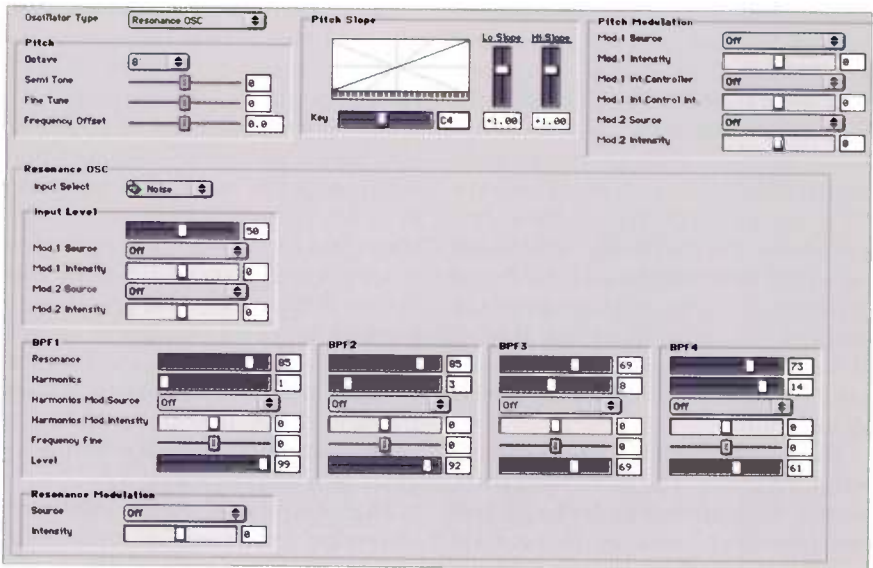 Oscillator Type Resonance OSC
Pitch
Octave 8'
Semi Tone 0
Fine Tune 0
Frequency Offset 0.0
Pitch Slope
Lo Slope Hi Slope
Key C4 +1.00 +1.00
Pitch Modulation
Mod.1 Source Off
Mod.1 Intensity 0
Mod.1 Int.Controller Off
Mod.1 Int.Control Int. 0
Mod.2 Source Off
Mod.2 Intensity 0
Resonance OSC
Input Select Noise
Input Level
50
Mod.1 Source Off
Mod.1 Intensity 0
Mod.2 Source Off
Mod.2 Intensity 0
BPF1 BPF2 BPF3 BPF4
Resonance 85 85 69 73
Harmonics 1 3 8 14
Harmonics Mod.Source Off Off Off Off
Harmonics Mod.Intensity 0 0 0 0
Frequency Fine 0 0 0 0
Level 99 92 69 61
Resonance Modulation
Source Off
Intensity 0